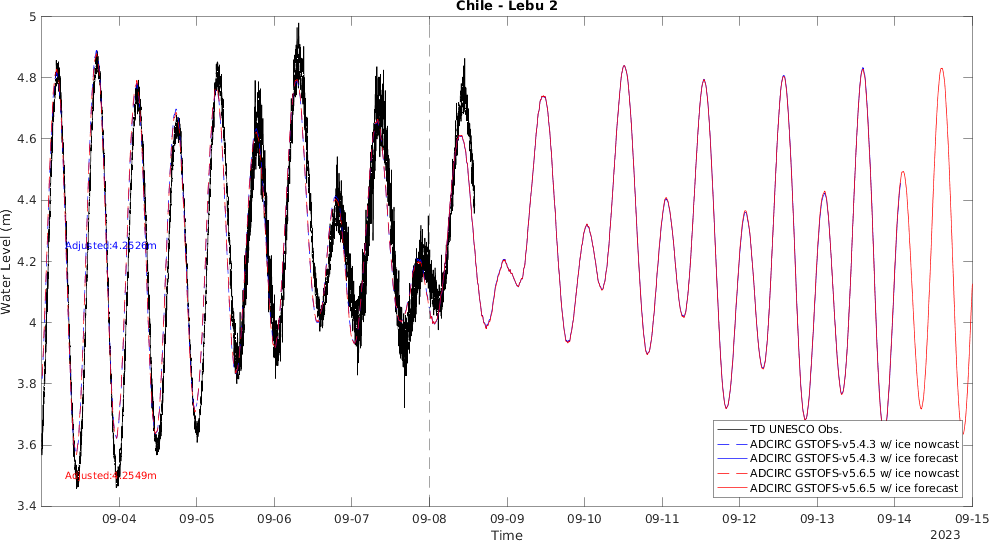 Chile - Lebu 2
5
4.8
4.6
4.4
4.2
4
3.8
3.6
3.4
Water Level (m)
Adjusted:4.2526m
Adjusted:4.2549m
TD UNESCO Obs.
ADCIRC GSTOFS-v5.4.3 w/ ice nowcast
ADCIRC GSTOFS-v5.4.3 w/ ice forecast
ADCIRC GSTOFS-v5.6.5 w/ ice nowcast
ADCIRC GSTOFS-v5.6.5 w/ ice forecast
09-04 09-05 09-06 09-07 09-08 09-09 09-10 09-11 09-12 09-13 09-14 09-15
Time
2023